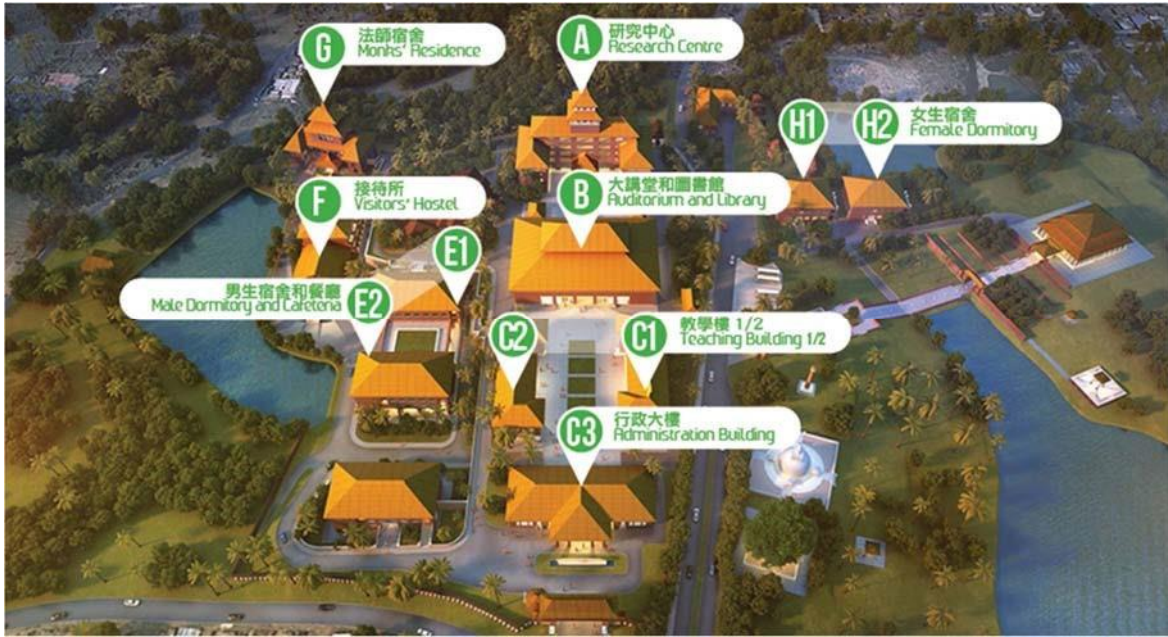 G
法師宿舍
Monks' Residence
A
研究中心
Research Centre
H1
H2
女生宿舍
Female Dormitory
F
接待所
Visitors' Hostel
B
大講堂和圖書館
Auditorium and Library
E1
男生宿舍和餐廳
Male Dormitory and Cafeteria
E2
C2
C1
教學樓 1/2
Teaching Building 1/2
C3
行政大樓
Administration Building